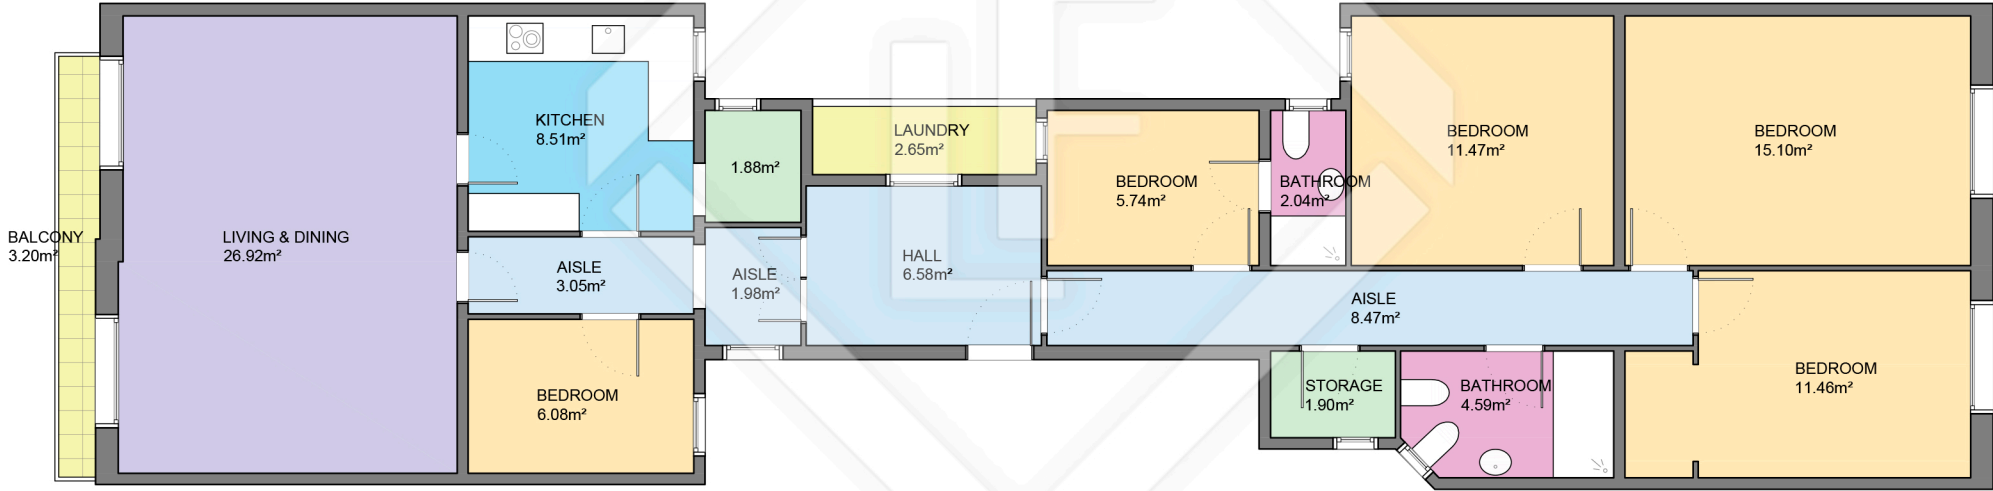 BALCONY
3.20m²
LIVING & DINING
26.92m²
KITCHEN
8.51m²
AISLE
3.05m²
BEDROOM
6.08m²
1.88m²
AISLE
1.98m²
LAUNDRY
2.65m²
HALL
6.58m²
BEDROOM
5.74m²
BATHROOM
2.04m²
BEDROOM
11.47m²
BEDROOM
15.10m²
AISLE
8.47m²
STORAGE
1.90m²
BATHROOM
4.59m²
BEDROOM
11.46m²